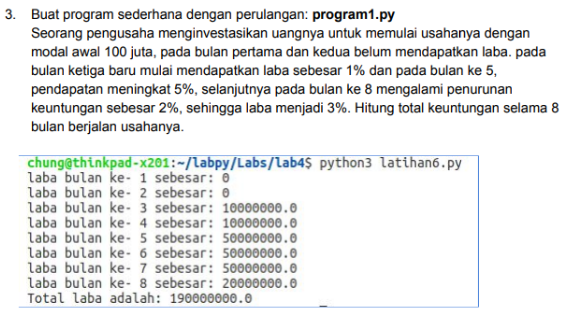 3. Buat program sederhana dengan perulangan: program1.py
Seorang pengusaha menginvestasikan uangnya untuk memulai usahanya dengan
modal awal 100 juta, pada bulan pertama dan kedua belum mendapatkan laba. pada
bulan ketiga baru mulai mendapatkan laba sebesar 1% dan pada bulan ke 5,
pendapatan meningkat 5%, selanjutnya pada bulan ke 8 mengalami penurunan
keuntungan sebesar 2%, sehingga laba menjadi 3%. Hitung total keuntungan selama 8
bulan berjalan usahanya.
chung@thinkpad-x201:~/labpy/Labs/lab4$ python3 latihan6.py
laba bulan ke- 1 sebesar: 0
laba bulan ke- 2 sebesar: 0
laba bulan ke- 3 sebesar: 10000000.0
laba bulan ke- 4 sebesar: 10000000.0
laba bulan ke- 5 sebesar: 50000000.0
laba bulan ke- 6 sebesar: 50000000.0
laba bulan ke- 7 sebesar: 50000000.0
laba bulan ke- 8 sebesar: 20000000.0
Total laba adalah: 190000000.0